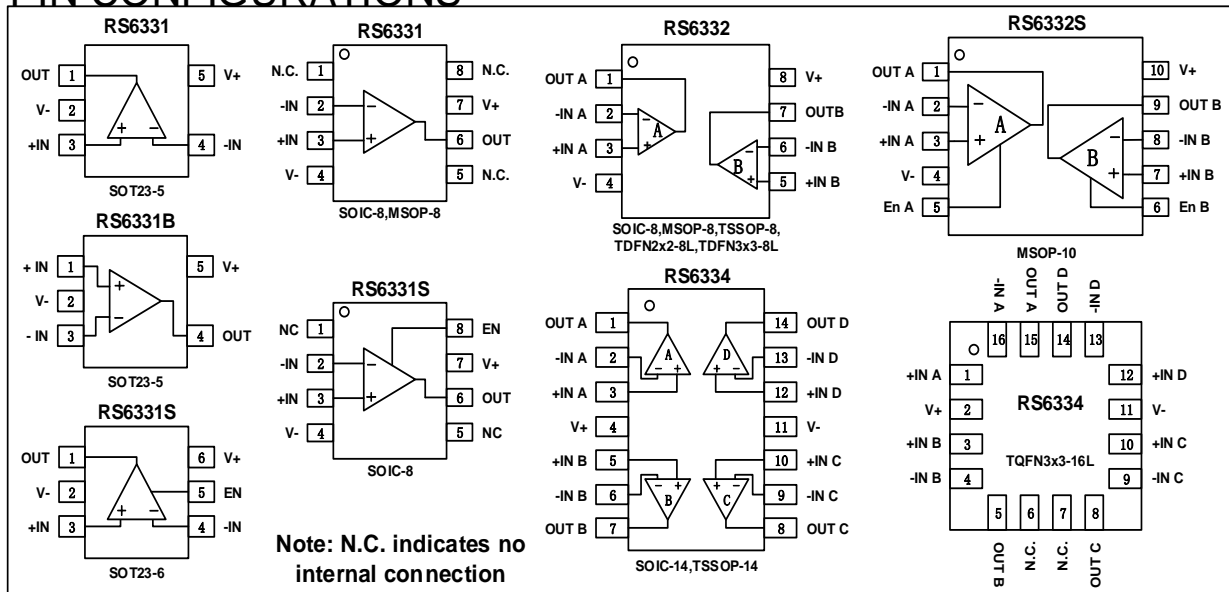 PIN CONFIGURATIONS
RS6331
OUT 1
V- 2
+IN 3
5 V+
4 -IN
+ −
SOT23-5
RS6331
N.C. 1
-IN 2
+IN 3
V- 4
8 N.C.
7 V+
6 OUT
5 N.C.
−
+
SOIC-8,MSOP-8
RS6332
OUT A 1
-IN A 2
+IN A 3
V- 4
8 V+
7 OUTB
6 -IN B
5 +IN B
− + A
− + B
SOIC-8,MSOP-8,TSSOP-8,
TDFN2x2-8L,TDFN3x3-8L
RS6332S
OUT A 1
-IN A 2
+IN A 3
V- 4
En A 5
10 V+
9 OUT B
8 -IN B
7 +IN B
6 En B
− + A
− + B
MSOP-10
RS6331B
+ IN 1
V- 2
- IN 3
5 V+
4 OUT
+
−
SOT23-5
RS6331S
NC 1
-IN 2
+IN 3
V- 4
8 EN
7 V+
6 OUT
5 NC
−
+
SOIC-8
RS6334
OUT A 1
-IN A 2
+IN A 3
V+ 4
+IN B 5
-IN B 6
OUT B 7
14 OUT D
13 -IN D
12 +IN D
11 V-
10 +IN C
9 -IN C
8 OUT C
A − +
D + −
B − +
C + −
SOIC-14,TSSOP-14
-IN A 16
OUT A 15
OUT D 14
-IN D 13
+IN A 1
V+ 2
+IN B 3
-IN B 4
12 +IN D
11 V-
10 +IN C
9 -IN C
RS6334
TQFN3x3-16L
5 OUT B
6 N.C.
7 N.C.
8 OUT C
RS6331S
OUT 1
V- 2
+IN 3
6 V+
5 EN
4 -IN
+ −
SOT23-6
Note: N.C. indicates no
internal connection